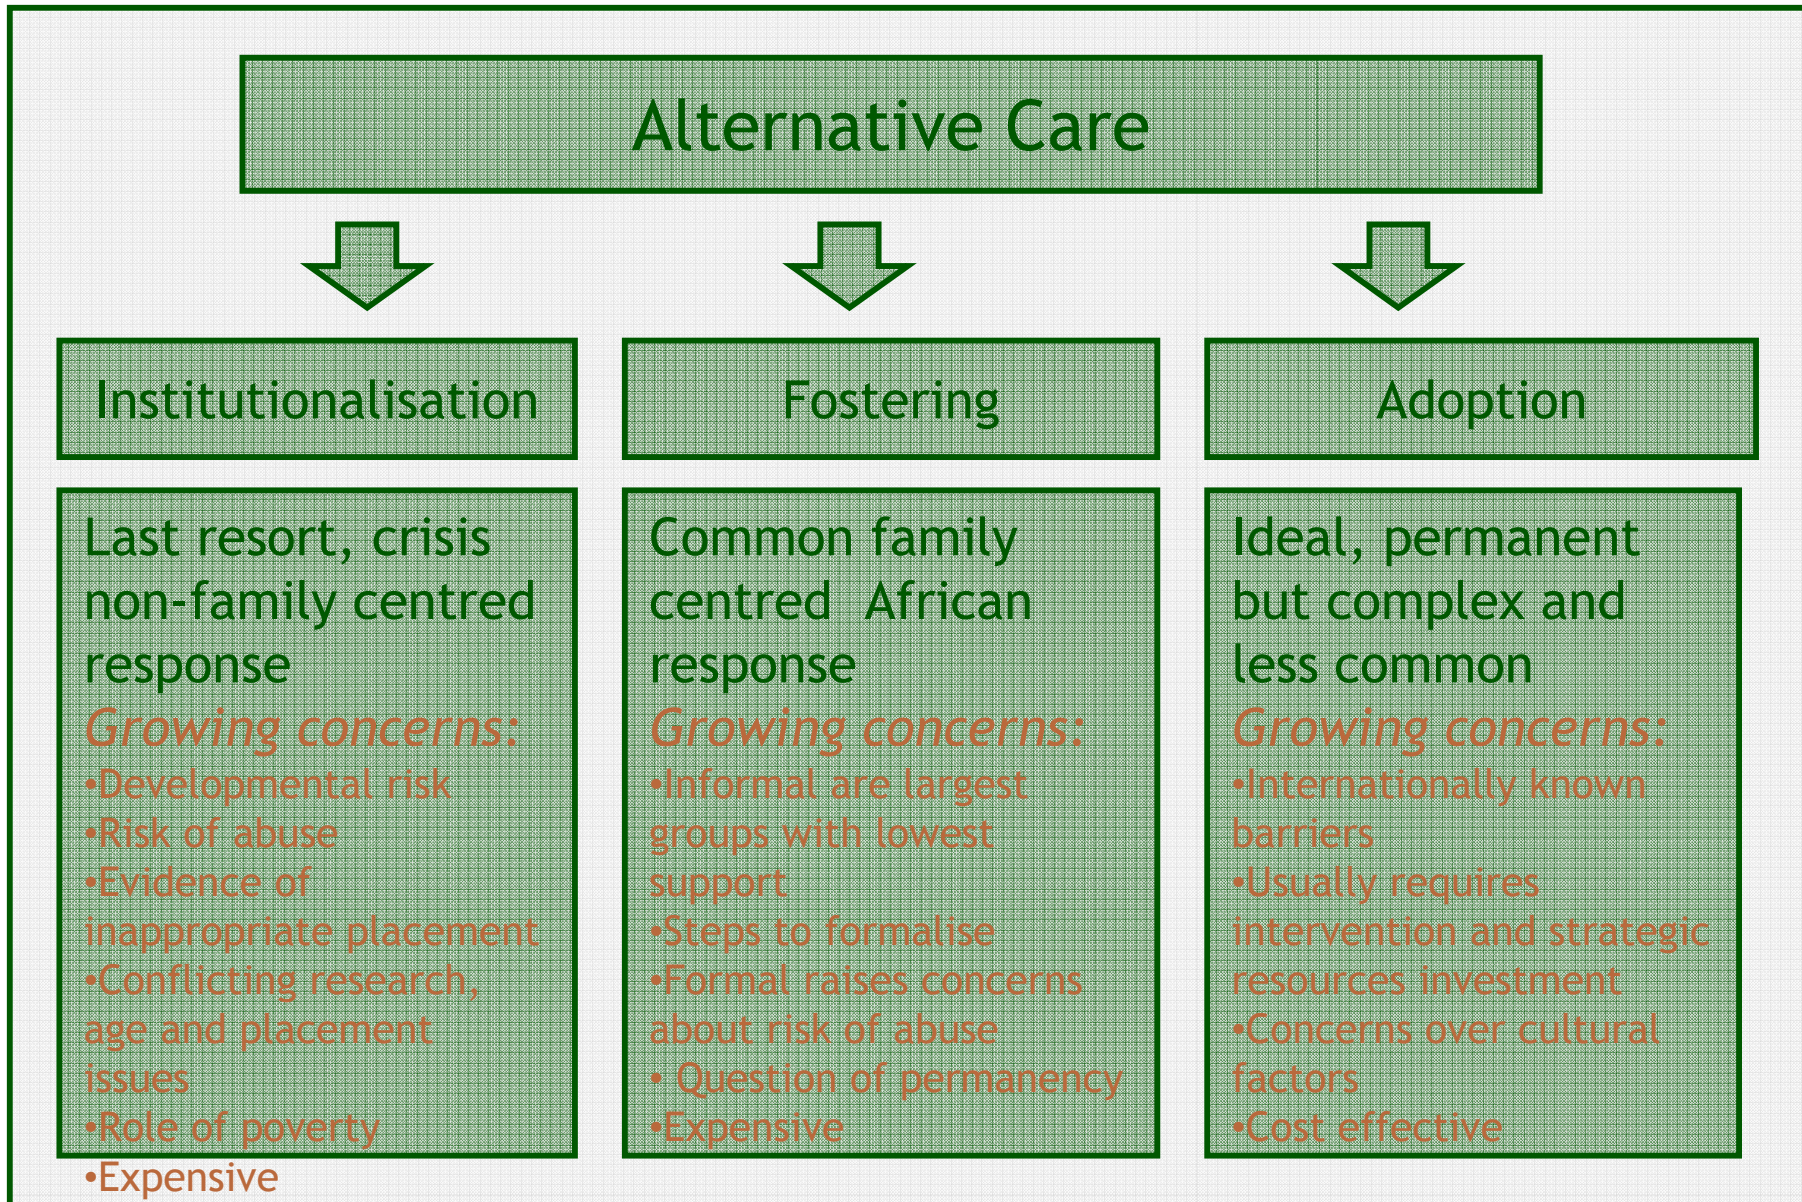 Alternative Care
Institutionalisation
Fostering
Adoption
Last resort, crisis
non-family centred
response
Growing concerns:
•Developmental risk
•Risk of abuse
•Evidence of
inappropriate placement
•Conflicting research,
age and placement
issues
•Role of poverty
•Expensive
Common family
centred  African
response
Growing concerns:
•Informal are largest
groups with lowest
support
•Steps to formalise
•Formal raises concerns
about risk of abuse
• Question of permanency
•Expensive
Ideal, permanent
but complex and
less common
Growing concerns:
•Internationally known
barriers
•Usually requires
intervention and strategic
resources investment
•Concerns over cultural
factors
•Cost effective